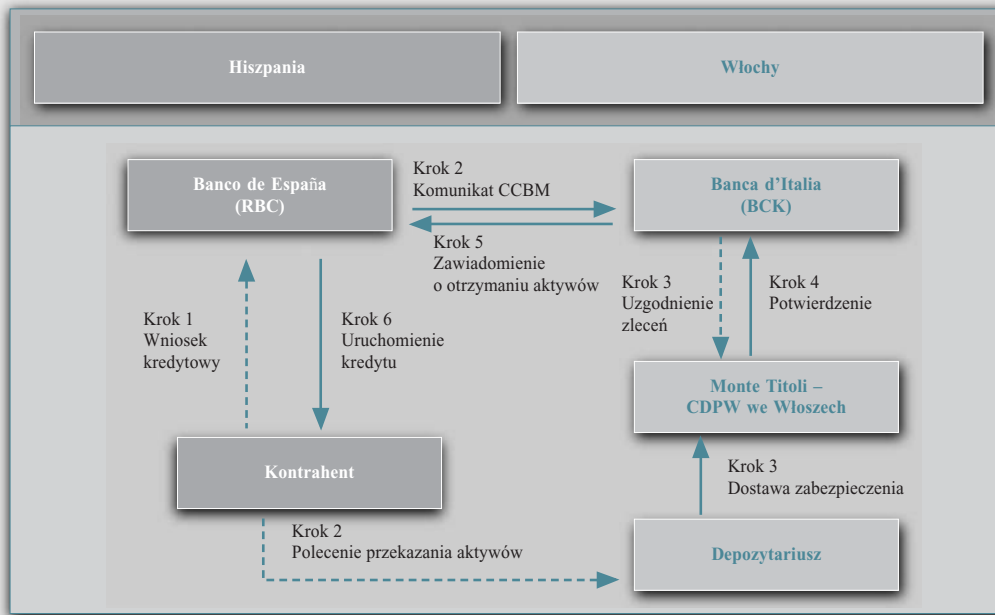 Hiszpania
Włochy
Banco de España
(RBC)
Krok 2
Komunikat CCBM
Banca d’Italia
(BCK)
Krok 5
Zawiadomienie
o otrzymaniu aktywów
Krok 1
Wniosek
kredytowy
Krok 6
Uruchomienie
kredytu
Krok 3
Uzgodnienie
zleceń
Krok 4
Potwierdzenie
Monte Titoli –
CDPW we Włoszech
Kontrahent
Krok 3
Dostawa zabezpieczenia
Krok 2
Polecenie przekazania aktywów
Depozytariusz